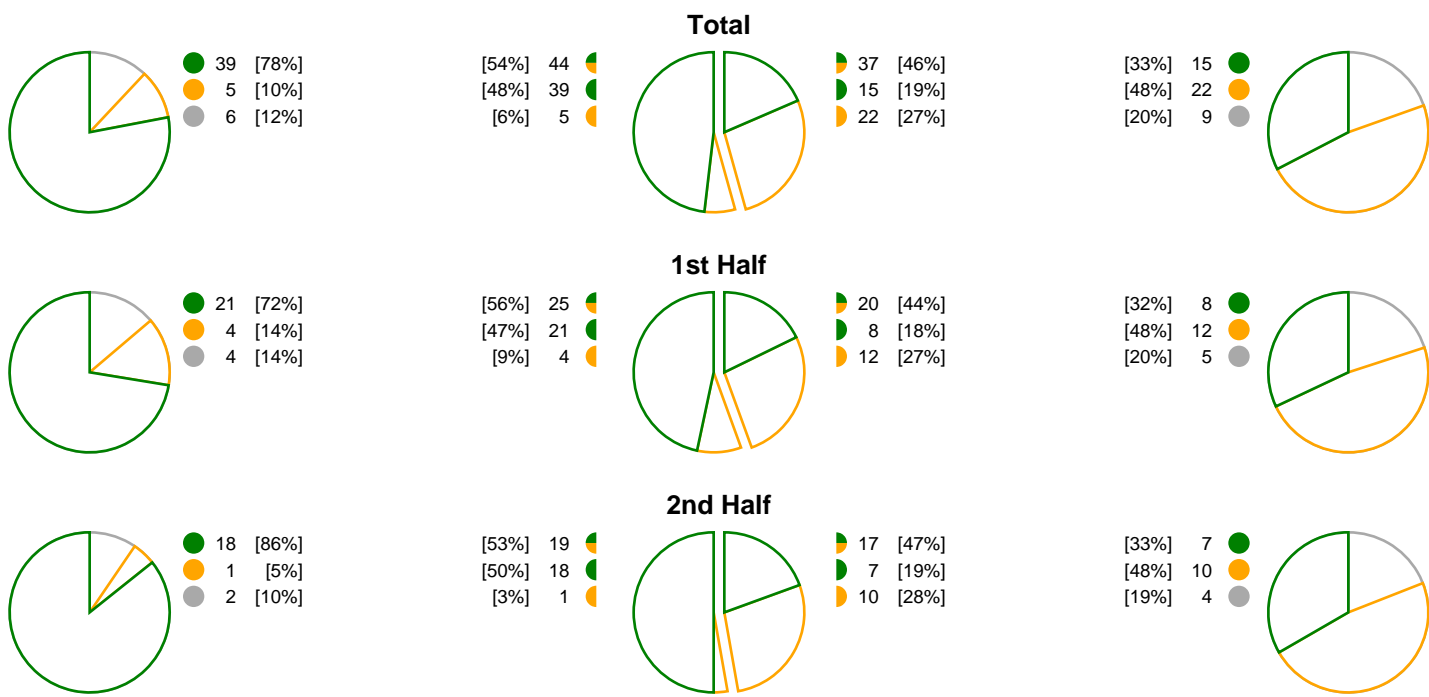 Total
39 [78%] [54%] 44 37 [46%] [33%] 15
5 [10%] [48%] 39 15 [19%] [48%] 22
6 [12%] [6%] 5 22 [27%] [20%] 9
1st Half
21 [72%] [56%] 25 20 [44%] [32%] 8
4 [14%] [47%] 21 8 [18%] [48%] 12
4 [14%] [9%] 4 12 [27%] [20%] 5
2nd Half
18 [86%] [53%] 19 17 [47%] [33%] 7
1 [5%] [50%] 18 7 [19%] [48%] 10
2 [10%] [3%] 1 10 [28%] [19%] 4